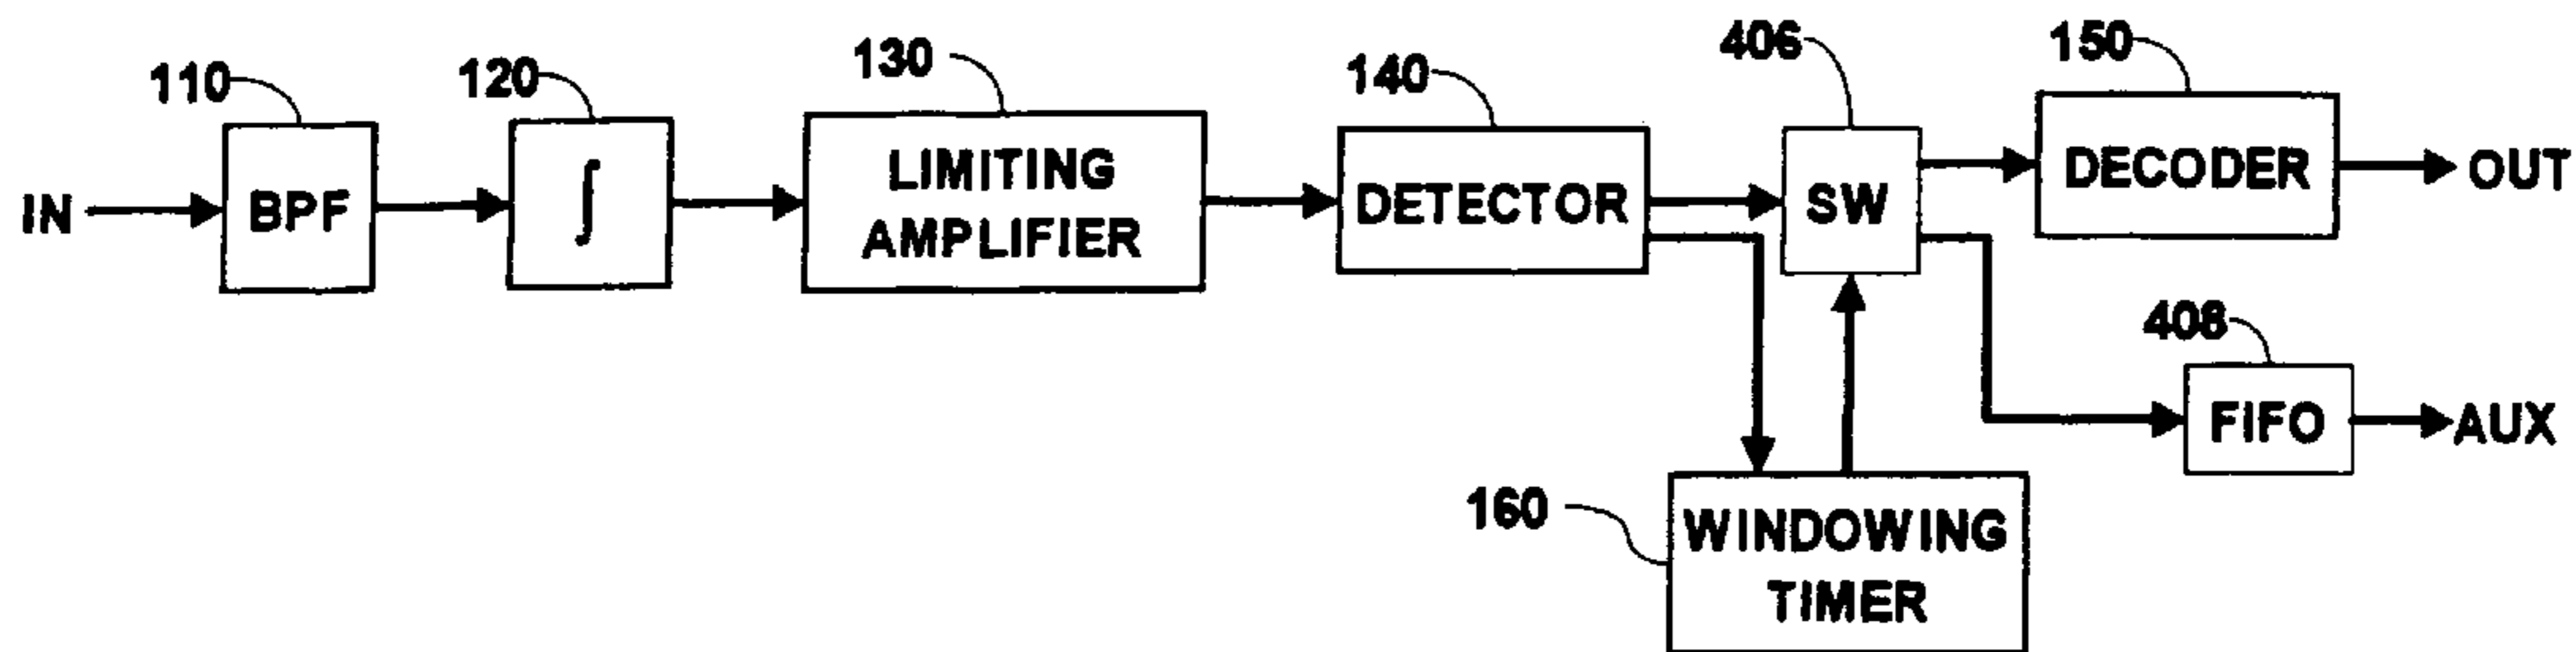 110
120
130
140
406
150
IN
BPF
∫
LIMITING
AMPLIFIER
DETECTOR
SW
DECODER
OUT
408
FIFO
AUX
160
WINDOWING
TIMER